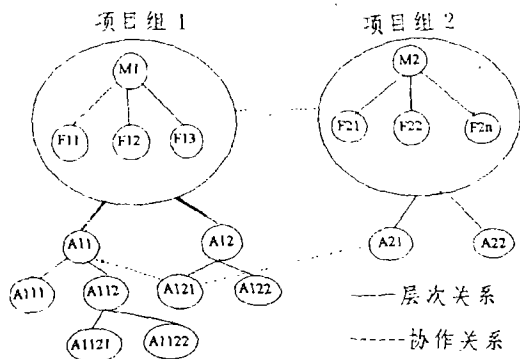 项目组1 项目组2
M1 M2
F11 F12 F13 F21 F22 F2n
A11 A12 A21 A22
A111 A112 A121 A122
——层次关系
A1121 A1122
-----协作关系